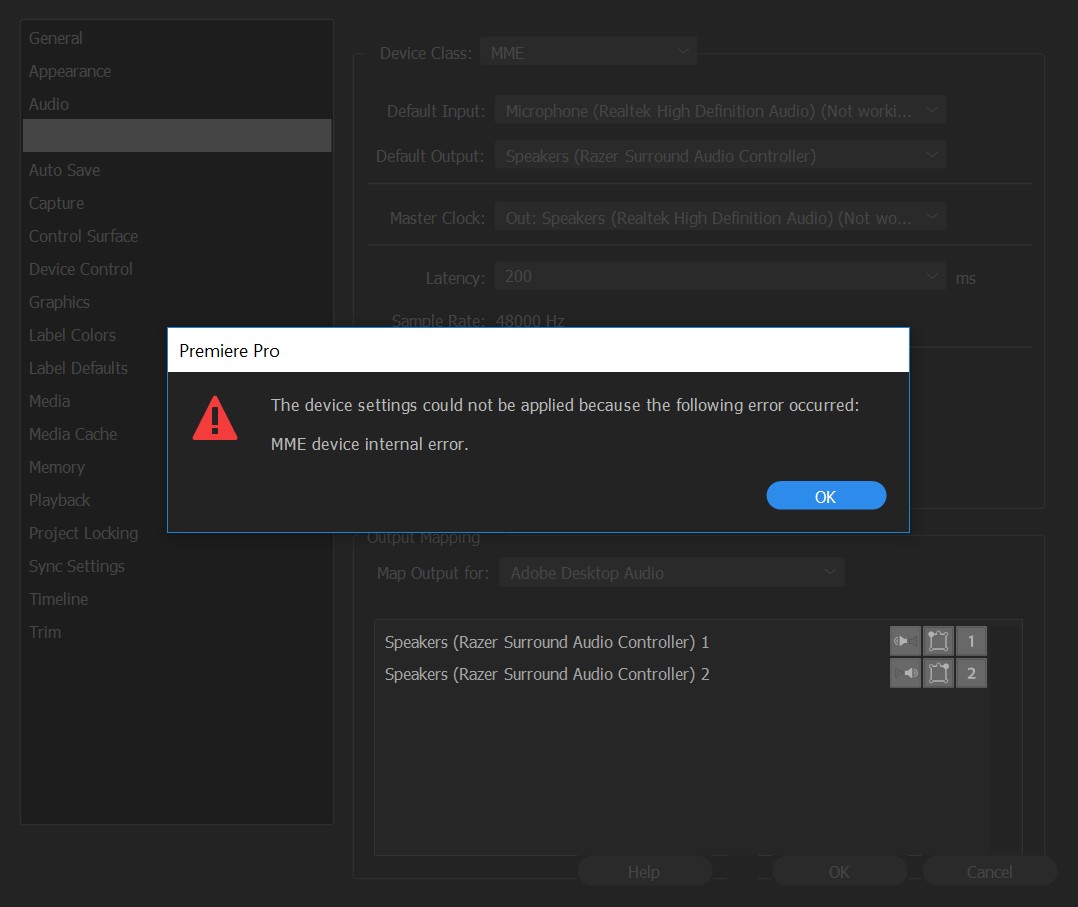 General
Appearance
Audio
Auto Save
Capture
Control Surface
Device Control
Graphics
Label Colors
Label Defaults
Media
Media Cache
Memory
Playback
Project Locking
Sync Settings
Timeline
Trim
Device Class: MME
Default Input: Microphone (Realtek High Definition Audio) (Not worki...
Default Output: Speakers (Razer Surround Audio Controller)
Master Clock: Out: Speakers (Realtek High Definition Audio) (Not wo...
Latency: 200 ms
Sample Rate: 48000 Hz
Premiere Pro
The device settings could not be applied because the following error occurred:
MME device internal error.
OK
Output Mapping
Map Output for: Adobe Desktop Audio
Speakers (Razer Surround Audio Controller) 1 1
Speakers (Razer Surround Audio Controller) 2 2
Help OK Cancel